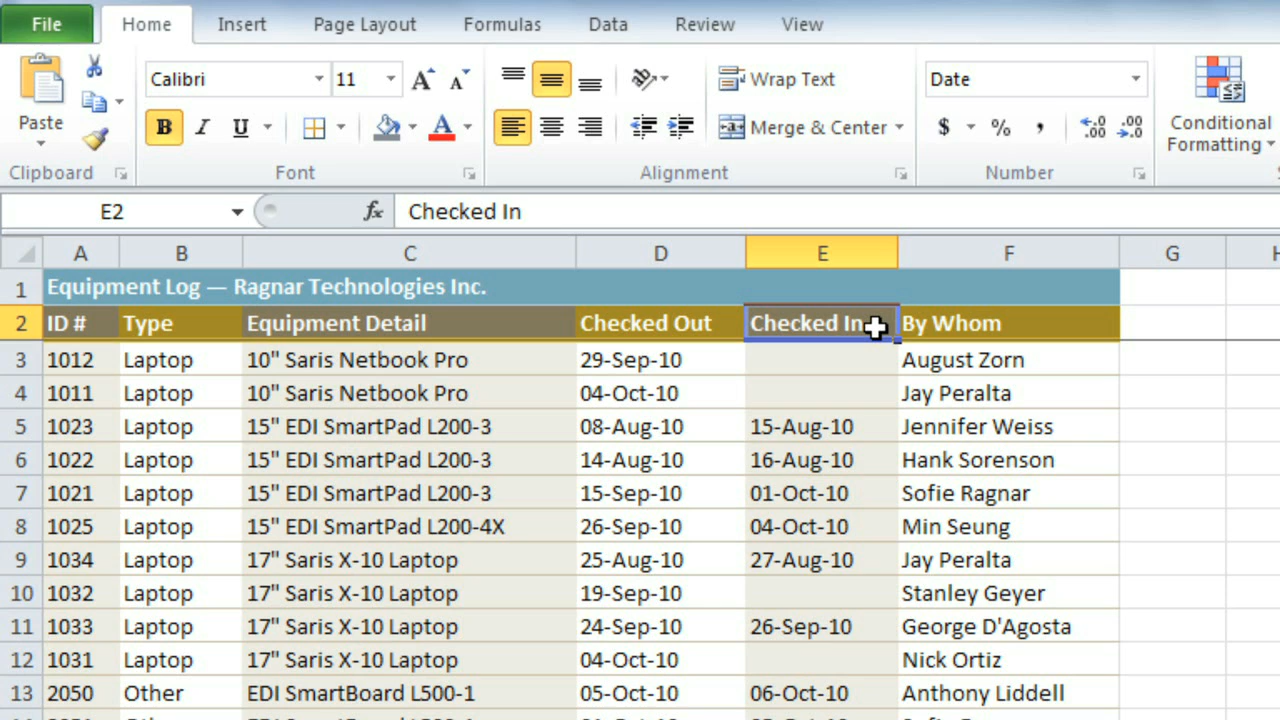 File Home Insert Page Layout Formulas Data Review View
Calibri 11 Wrap Text Date
Paste B I U A Merge & Center $ % , Conditional Formatting
Clipboard Font Alignment Number
E2 fx Checked In
A B C D E F G H
1 Equipment Log — Ragnar Technologies Inc.
2 ID # Type Equipment Detail Checked Out Checked In By Whom
3 1012 Laptop 10" Saris Netbook Pro 29-Sep-10 August Zorn
4 1011 Laptop 10" Saris Netbook Pro 04-Oct-10 Jay Peralta
5 1023 Laptop 15" EDI SmartPad L200-3 08-Aug-10 15-Aug-10 Jennifer Weiss
6 1022 Laptop 15" EDI SmartPad L200-3 14-Aug-10 16-Aug-10 Hank Sorenson
7 1021 Laptop 15" EDI SmartPad L200-3 15-Sep-10 01-Oct-10 Sofie Ragnar
8 1025 Laptop 15" EDI SmartPad L200-4X 26-Sep-10 04-Oct-10 Min Seung
9 1034 Laptop 17" Saris X-10 Laptop 25-Aug-10 27-Aug-10 Jay Peralta
10 1032 Laptop 17" Saris X-10 Laptop 19-Sep-10 Stanley Geyer
11 1033 Laptop 17" Saris X-10 Laptop 24-Sep-10 26-Sep-10 George D'Agosta
12 1031 Laptop 17" Saris X-10 Laptop 04-Oct-10 Nick Ortiz
13 2050 Other EDI SmartBoard L500-1 05-Oct-10 06-Oct-10 Anthony Liddell